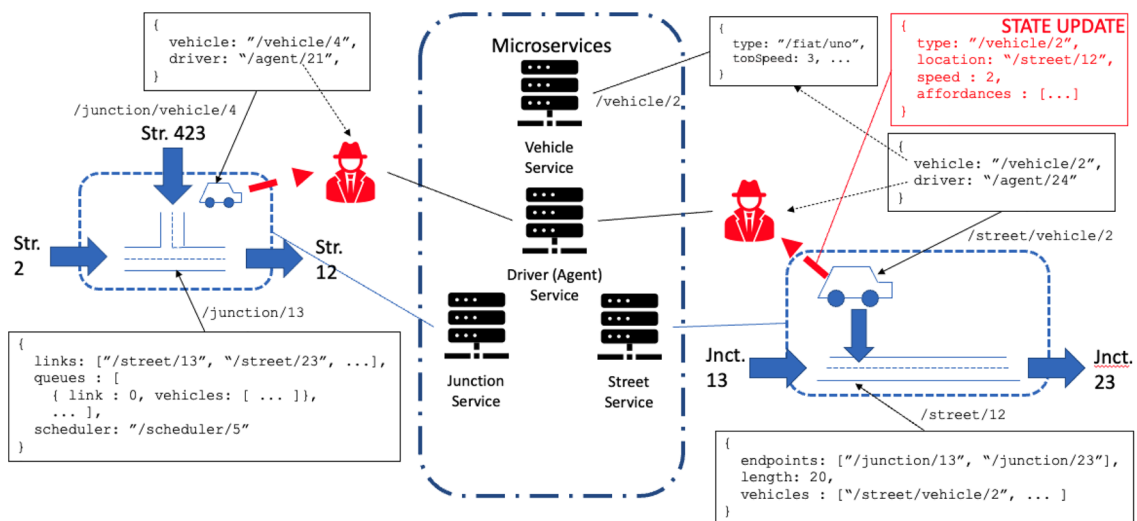 {
vehicle: ”/vehicle/4”,
driver: “/agent/21”,
}
/junction/vehicle/4
Str. 423
Str.
2
Str.
12
/junction/13
{
links: [”/street/13”, “/street/23”, ...],
queues : [
{ link : 0, vehicles: [ ... ]},
... ],
scheduler: ”/scheduler/5”
}
Microservices
/vehicle/2
Vehicle
Service
Driver (Agent)
Service
Junction
Service
Street
Service
{
type: ”/fiat/uno”,
topSpeed: 3, ...
}
STATE UPDATE
{
type: ”/vehicle/2”,
location: “/street/12”,
speed : 2,
affordances : [...]
}
{
vehicle: ”/vehicle/2”,
driver: “/agent/24”
}
/street/vehicle/2
Jnct.
13
Jnct.
23
/street/12
{
endpoints: [”/junction/13”, “/junction/23”],
length: 20,
vehicles : [“/street/vehicle/2”, ... ]
}